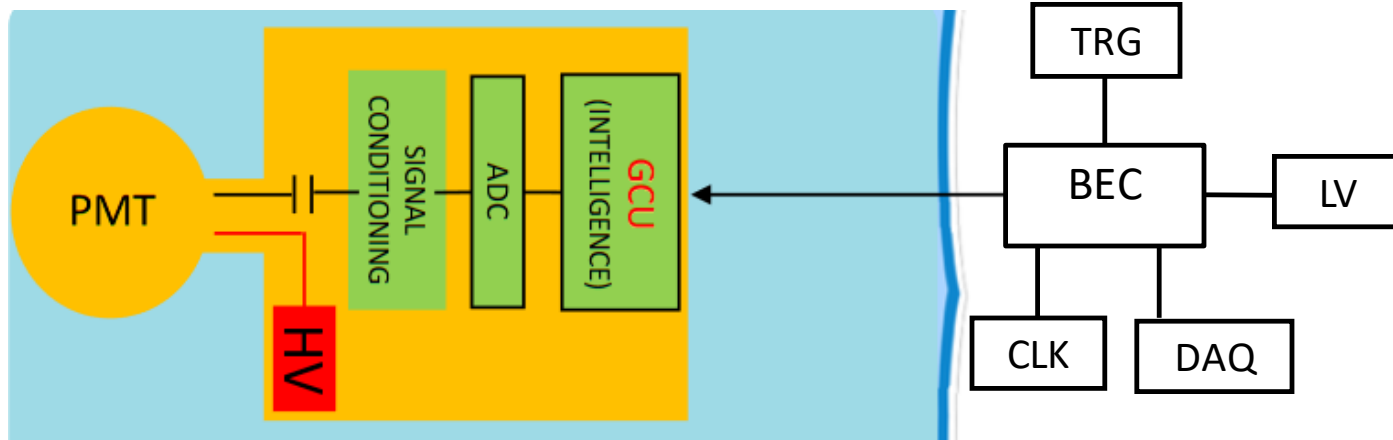 PMT
HV
SIGNAL
CONDITIONING
ADC
GCU
(INTELLIGENCE)
TRG
BEC
LV
CLK
DAQ